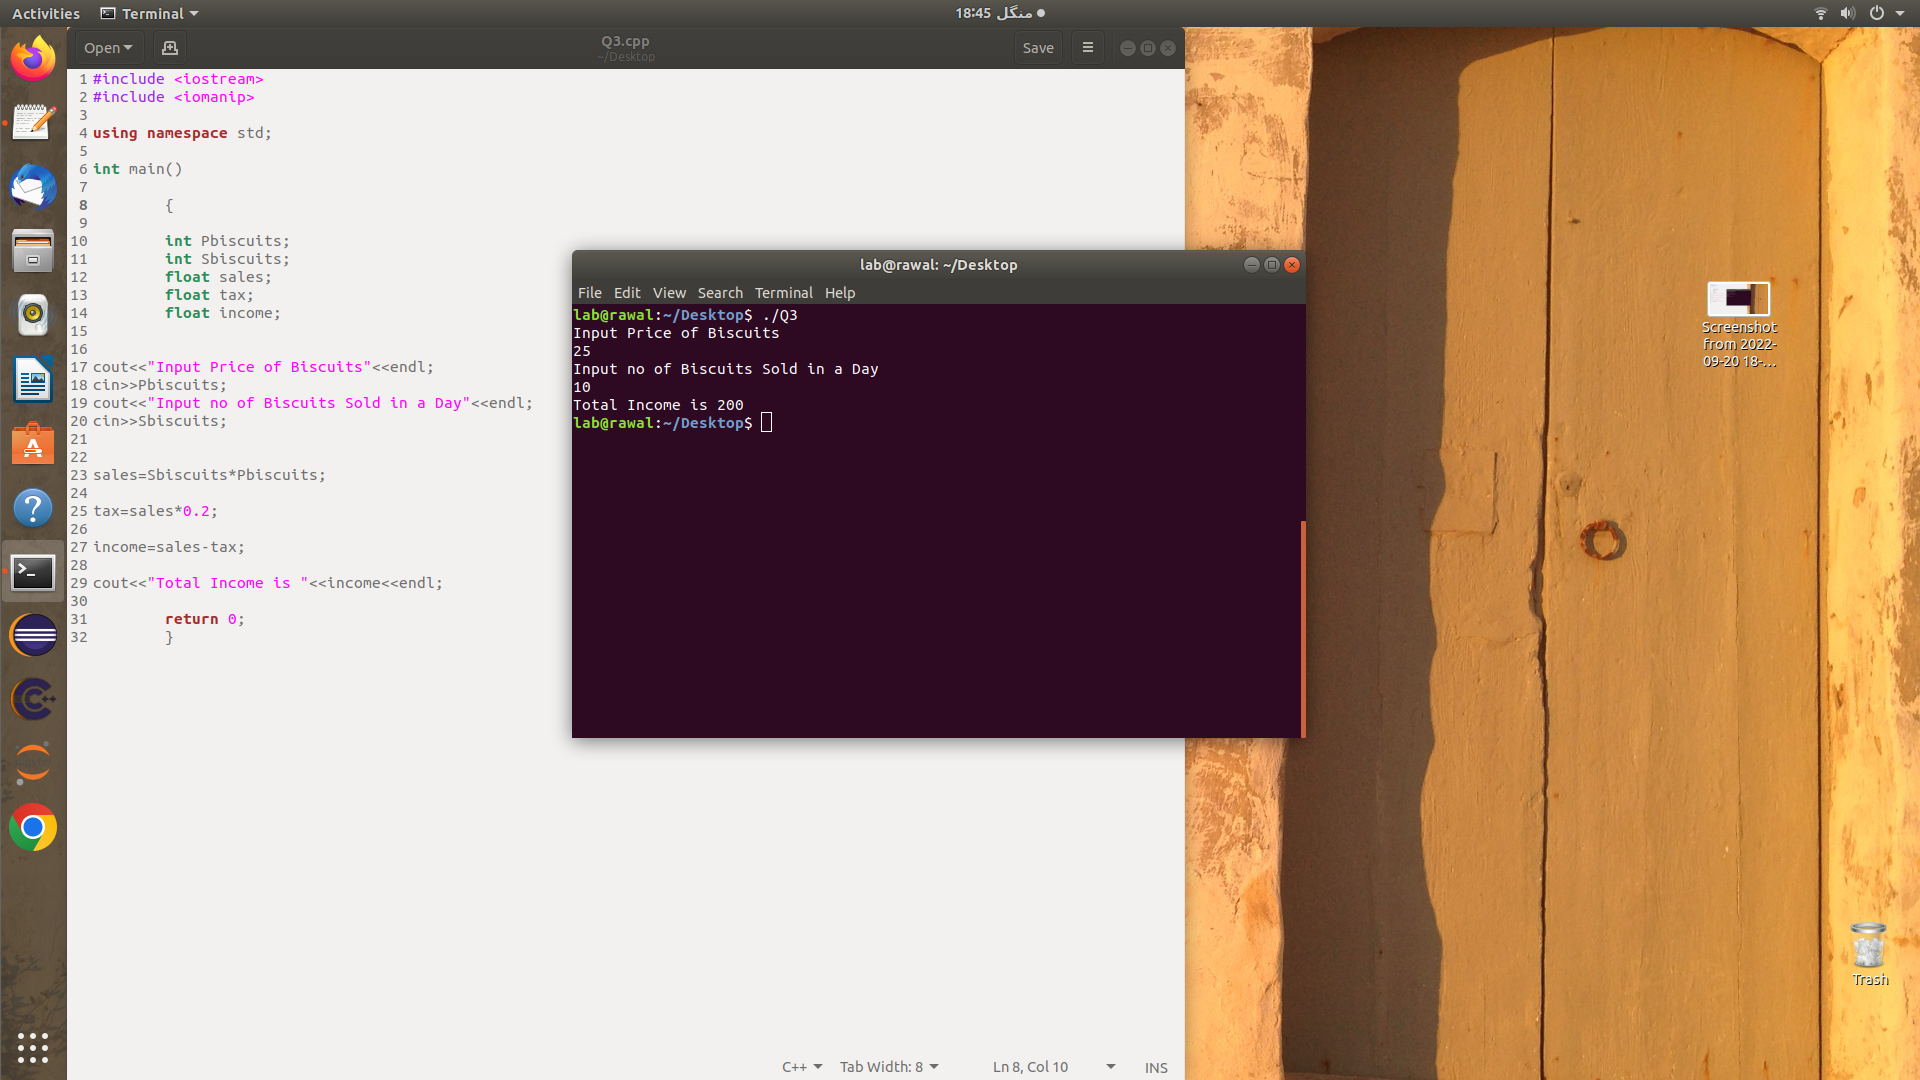 Activities
Terminal
منگل 18:45
Open
Q3.cpp
~/Desktop
Save
1 #include <iostream>
2 #include <iomanip>
3
4 using namespace std;
5
6 int main()
7
8 {
9
10 int Pbiscuits;
11 int Sbiscuits;
12 float sales;
13 float tax;
14 float income;
15
16
17 cout<<"Input Price of Biscuits"<<endl;
18 cin>>Pbiscuits;
19 cout<<"Input no of Biscuits Sold in a Day"<<endl;
20 cin>>Sbiscuits;
21
22
23 sales=Sbiscuits*Pbiscuits;
24
25 tax=sales*0.2;
26
27 income=sales-tax;
28
29 cout<<"Total Income is "<<income<<endl;
30
31 return 0;
32 }
C++
Tab Width: 8
Ln 8, Col 10
INS
lab@rawal: ~/Desktop
File Edit View Search Terminal Help
lab@rawal:~/Desktop$ ./Q3
Input Price of Biscuits
25
Input no of Biscuits Sold in a Day
10
Total Income is 200
lab@rawal:~/Desktop$
Screenshot
from 2022-
09-20 18-...
Trash